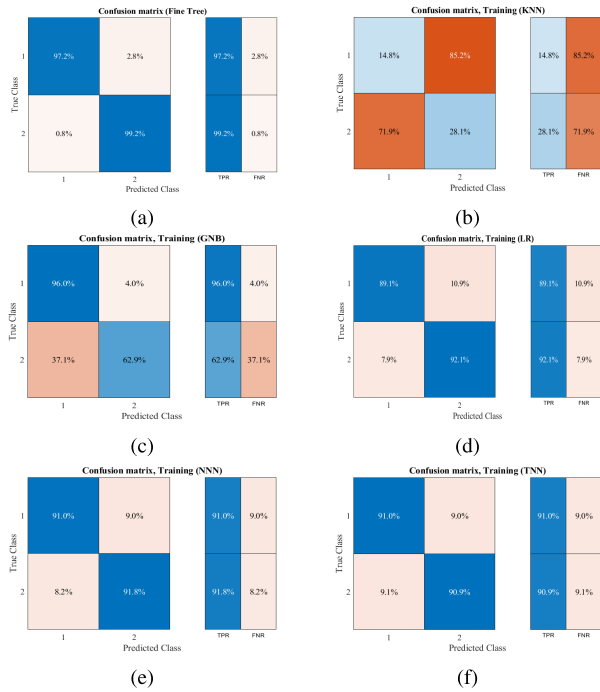 Confusion matrix (Fine Tree)
True Class
1
97.2%
2.8%
97.2%
2.8%
2
0.8%
99.2%
99.2%
0.8%
1
2
TPR
FNR
Predicted Class
(a)
Confusion matrix, Training (KNN)
True Class
1
14.8%
85.2%
14.8%
85.2%
2
71.9%
28.1%
28.1%
71.9%
1
2
TPR
FNR
Predicted Class
(b)
Confusion matrix, Training (GNB)
True Class
1
96.0%
4.0%
96.0%
4.0%
2
37.1%
62.9%
62.9%
37.1%
1
2
TPR
FNR
Predicted Class
(c)
Confusion matrix, Training (LR)
True Class
1
89.1%
10.9%
89.1%
10.9%
2
7.9%
92.1%
92.1%
7.9%
1
2
TPR
FNR
Predicted Class
(d)
Confusion matrix, Training (NNN)
True Class
1
91.0%
9.0%
91.0%
9.0%
2
8.2%
91.8%
91.8%
8.2%
1
2
TPR
FNR
Predicted Class
(e)
Confusion matrix, Training (TNN)
True Class
1
91.0%
9.0%
91.0%
9.0%
2
9.1%
90.9%
90.9%
9.1%
1
2
TPR
FNR
Predicted Class
(f)